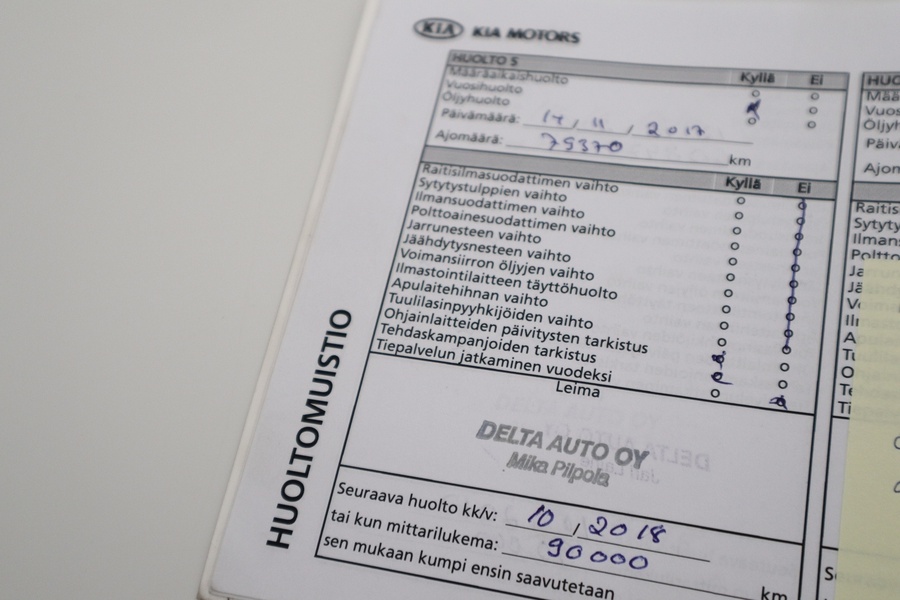 KIA KIA MOTORS
HUOLTO 5 Kyllä Ei
Määräaikaishuolto
Vuosihuolto
Öljyhuolto
Päivämäärä: 17 / 11 / 2017
Ajomäärä: 75370 km
Kyllä Ei
Raitisilmasuodattimen vaihto
Sytytystulppien vaihto
Ilmansuodattimen vaihto
Polttoainesuodattimen vaihto
Jarrunesteen vaihto
Jäähdytysnesteen vaihto
Voimansiirron öljyjen vaihto
Ilmastointilaitteen täyttöhuolto
Apulaitehihnan vaihto
Tuulilasinpyyhkijöiden vaihto
Ohjainlaitteiden päivitysten tarkistus
Tehdaskampanjoiden tarkistus
Tiepalvelun jatkaminen vuodeksi
Leima
DELTA AUTO OY
Mika Pilpola
Seuraava huolto kk/v: 10 / 2018
tai kun mittarilukema: 90000
sen mukaan kumpi ensin saavutetaan km
HUOLTOMUISTIO